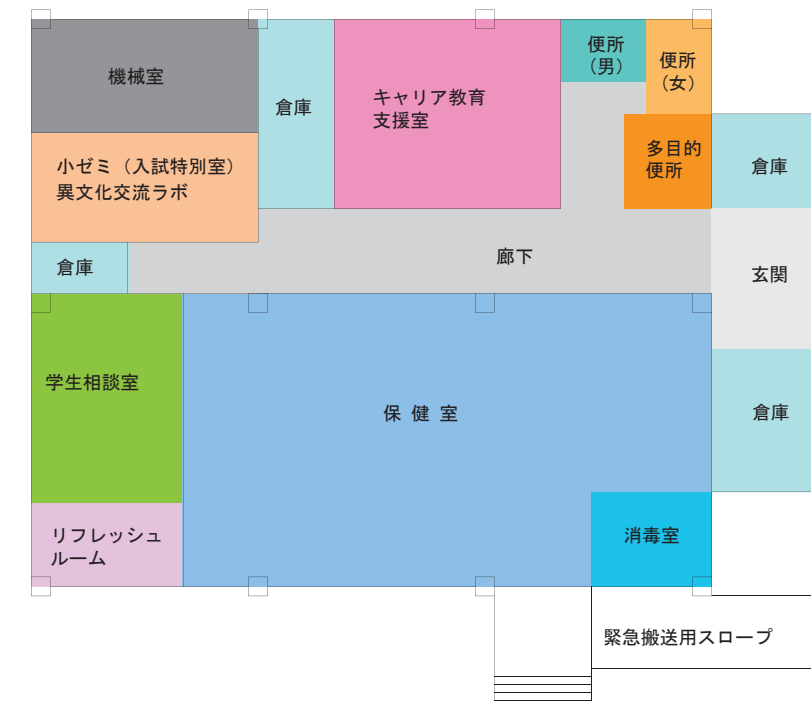 便所
（男）
便所
（女）
機械室
倉庫
キャリア教育
支援室
多目的
便所
倉庫
小ゼミ（入試特別室）
異文化交流ラボ
倉庫
廊下
玄関
学生相談室
保 健 室
倉庫
リフレッシュ
ルーム
消毒室
緊急搬送用スロープ